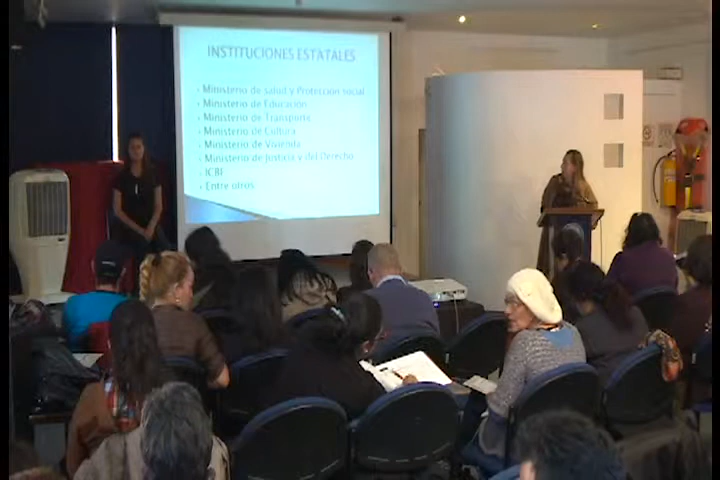 INSTITUCIONES ESTATALES
Ministerio de Salud y Protección social
Ministerio de Educación
Ministerio de Transporte
Ministerio de Cultura
Ministerio de Vivienda
Ministerio de Justicia y del Derecho
ICBF
Entre otros